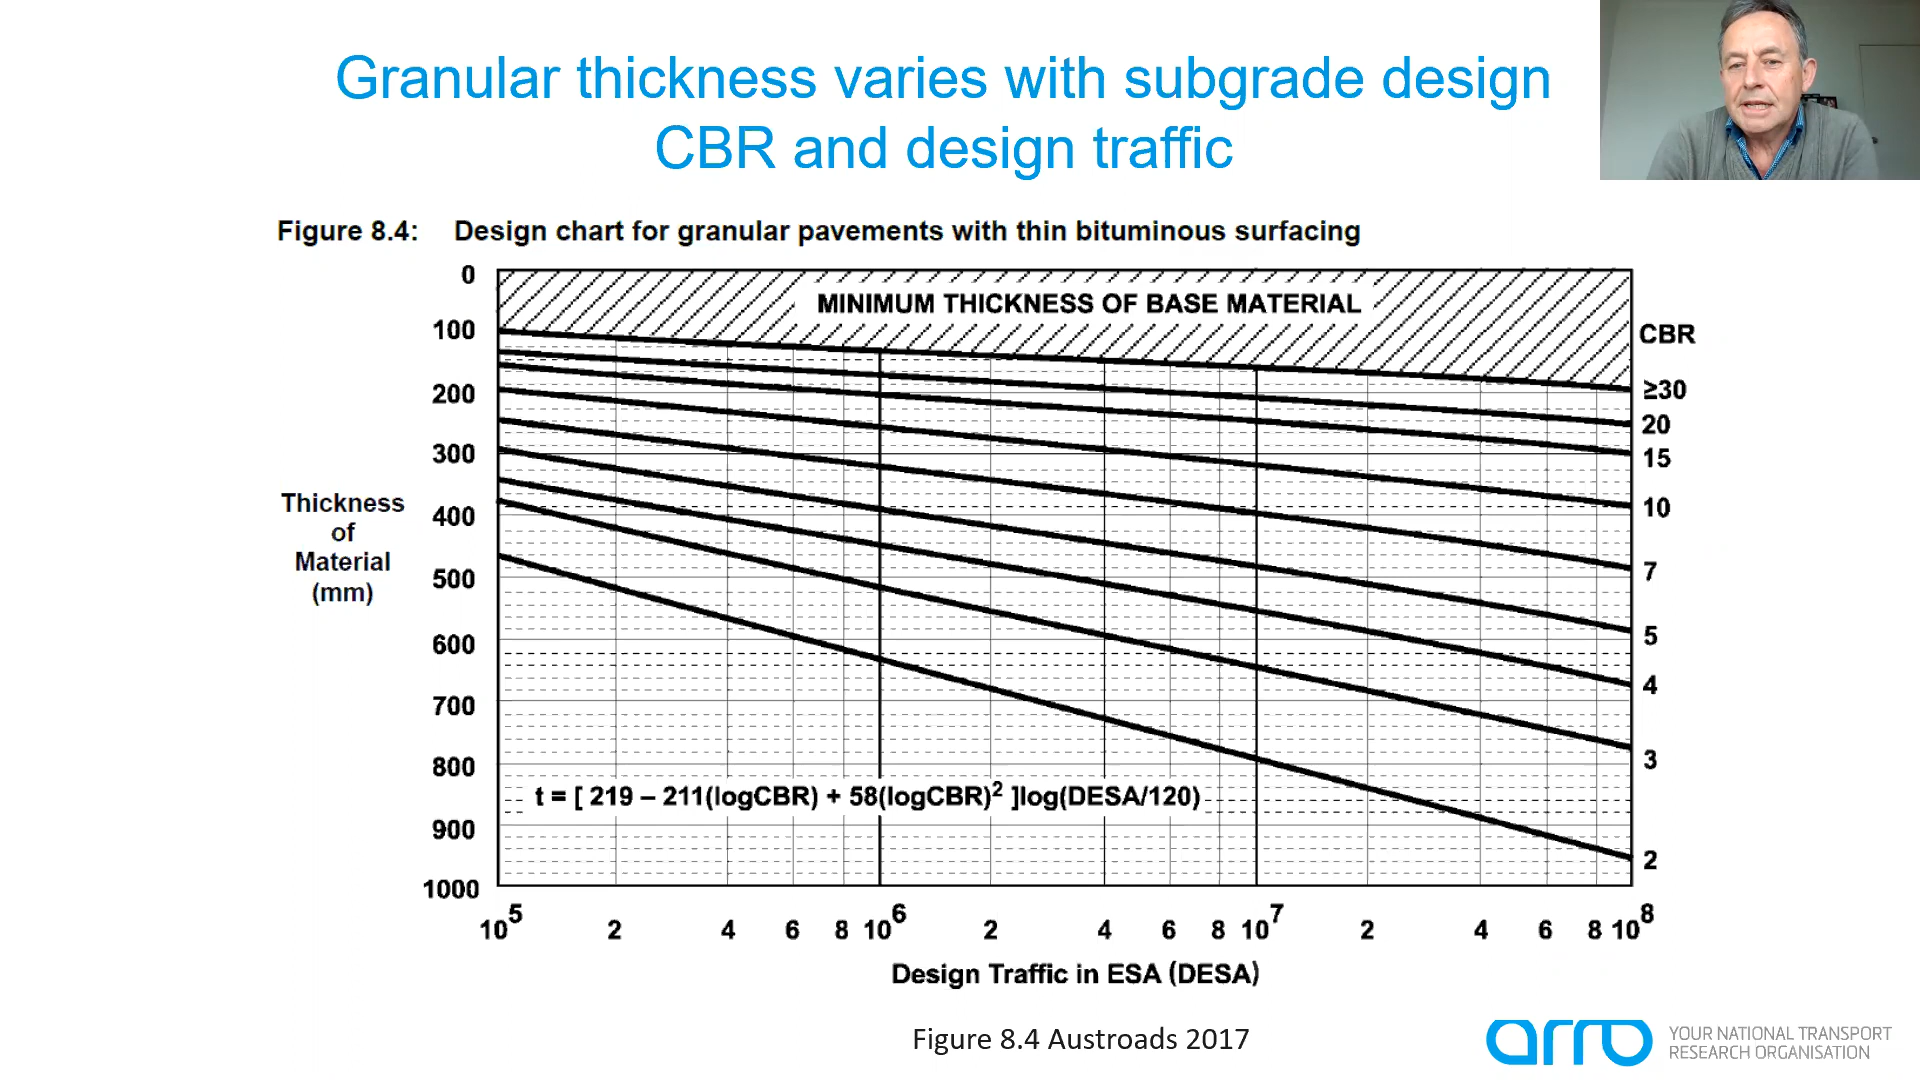 Granular thickness varies with subgrade design
CBR and design traffic
Figure 8.4: Design chart for granular pavements with thin bituminous surfacing
MINIMUM THICKNESS OF BASE MATERIAL
0
100
200
300
400
500
600
700
800
900
1000
Thickness
of
Material
(mm)
CBR
≥30
20
15
10
7
5
4
3
2
t = [ 219 – 211(logCBR) + 58(logCBR)² ]log(DESA/120)
10⁵ 2 4 6 8 10⁶ 2 4 6 8 10⁷ 2 4 6 8 10⁸
Design Traffic in ESA (DESA)
Figure 8.4 Austroads 2017
arrb
YOUR NATIONAL TRANSPORT
RESEARCH ORGANISATION